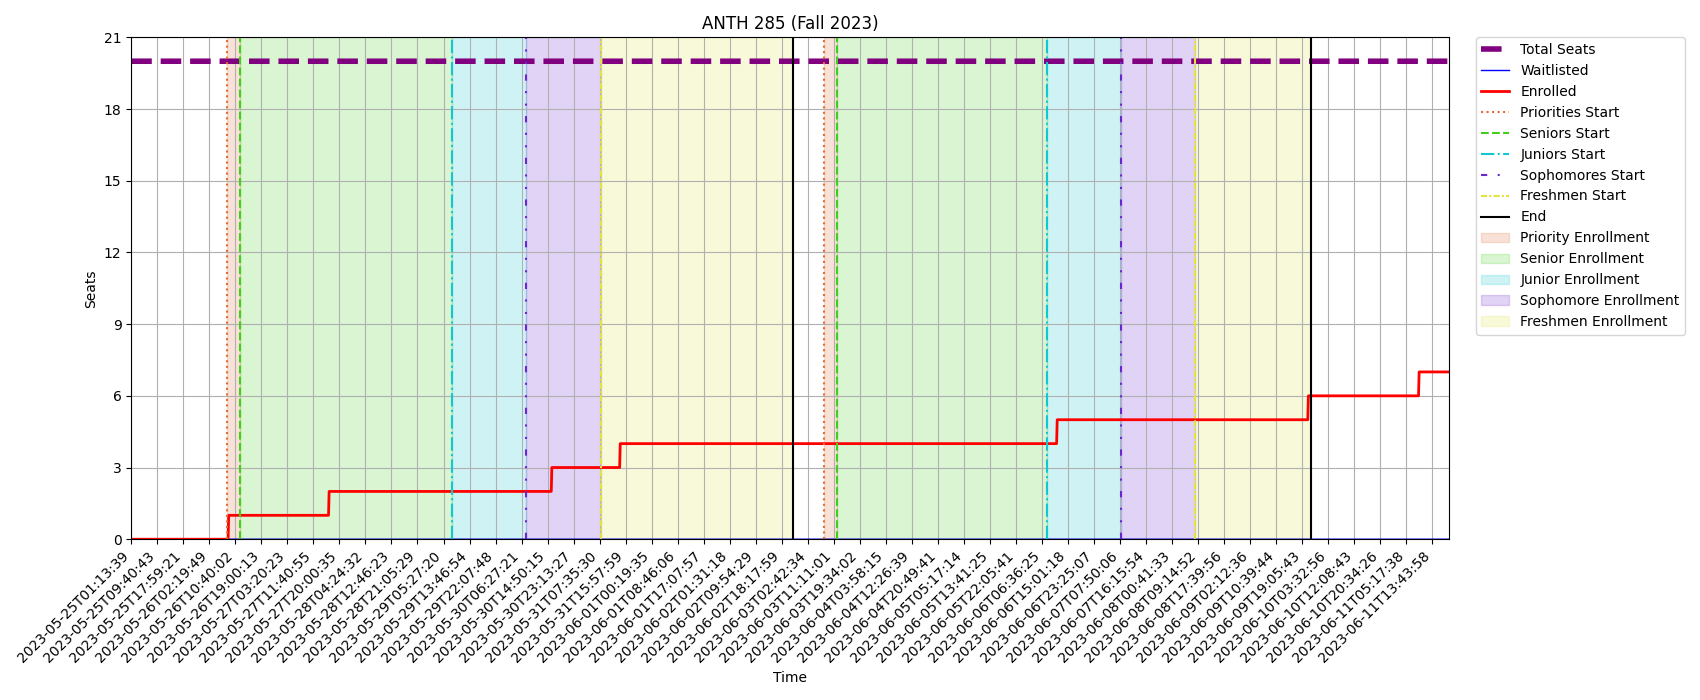 ANTH 285 (Fall 2023)
21
18
15
12
9
6
3
0
Seats
2023-05-25T01:13:39
2023-05-25T09:40:43
2023-05-25T17:59:21
2023-05-26T02:19:49
2023-05-26T10:40:02
2023-05-26T19:00:13
2023-05-27T03:20:23
2023-05-27T11:40:55
2023-05-27T20:00:35
2023-05-28T04:24:32
2023-05-28T12:46:23
2023-05-28T21:05:29
2023-05-29T05:27:20
2023-05-29T13:46:54
2023-05-29T22:07:48
2023-05-30T06:27:21
2023-05-30T14:50:15
2023-05-30T23:13:27
2023-05-31T07:35:30
2023-05-31T15:57:59
2023-06-01T00:19:35
2023-06-01T08:46:06
2023-06-01T17:07:57
2023-06-02T01:31:18
2023-06-02T09:54:29
2023-06-02T18:17:59
2023-06-03T02:42:34
2023-06-03T11:11:01
2023-06-03T19:34:02
2023-06-04T03:58:15
2023-06-04T12:26:39
2023-06-04T20:49:41
2023-06-05T05:17:14
2023-06-05T13:41:25
2023-06-05T22:05:41
2023-06-06T06:36:25
2023-06-06T15:01:18
2023-06-06T23:25:07
2023-06-07T07:50:06
2023-06-07T16:15:54
2023-06-08T00:41:33
2023-06-08T09:14:52
2023-06-08T17:39:56
2023-06-09T02:12:36
2023-06-09T10:39:44
2023-06-09T19:05:43
2023-06-10T03:32:56
2023-06-10T12:08:43
2023-06-10T20:34:26
2023-06-11T05:17:38
2023-06-11T13:43:58
Time
Total Seats
Waitlisted
Enrolled
Priorities Start
Seniors Start
Juniors Start
Sophomores Start
Freshmen Start
End
Priority Enrollment
Senior Enrollment
Junior Enrollment
Sophomore Enrollment
Freshmen Enrollment